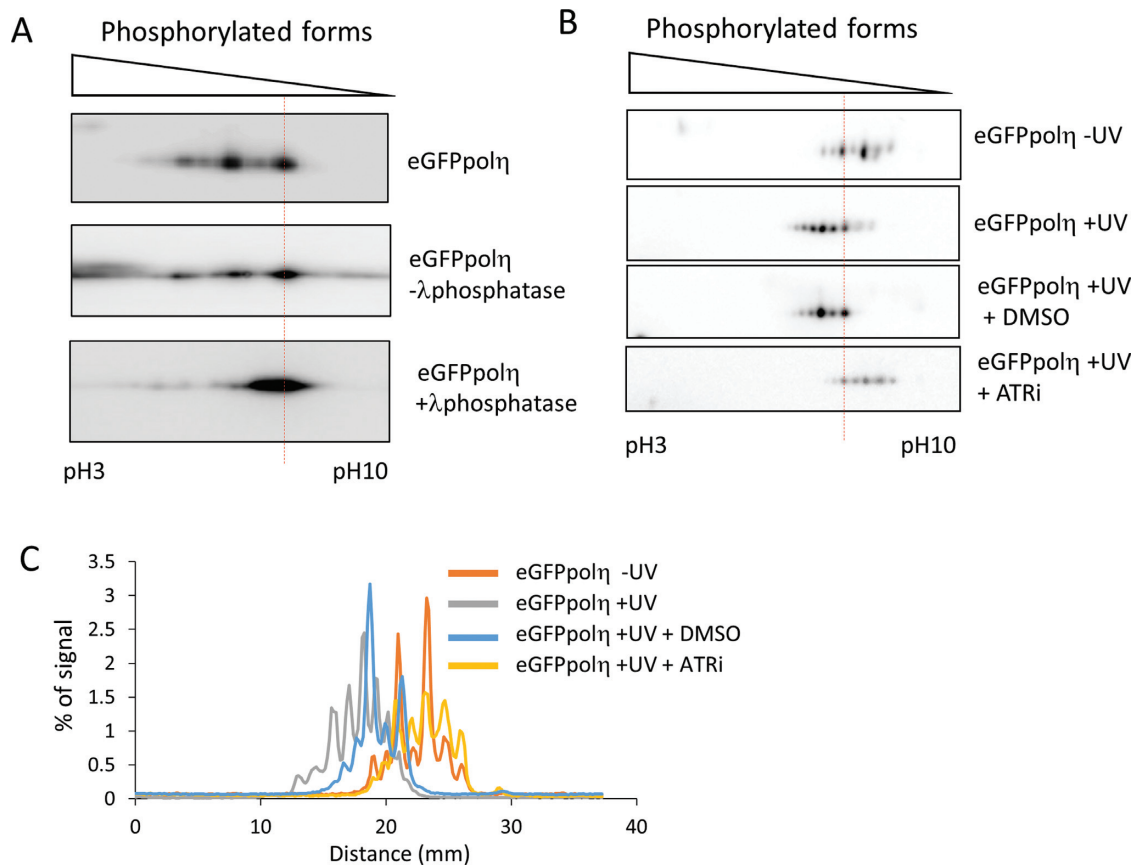 A
Phosphorylated forms
eGFPpolη
eGFPpolη
-λphosphatase
eGFPpolη
+λphosphatase
pH3
pH10
B
Phosphorylated forms
eGFPpolη -UV
eGFPpolη +UV
eGFPpolη +UV
+ DMSO
eGFPpolη +UV
+ ATRi
pH3
pH10
C
% of signal
3.5
3
2.5
2
1.5
1
0.5
0
0
10
20
30
40
Distance (mm)
eGFPpolη -UV
eGFPpolη +UV
eGFPpolη +UV + DMSO
eGFPpolη +UV + ATRi